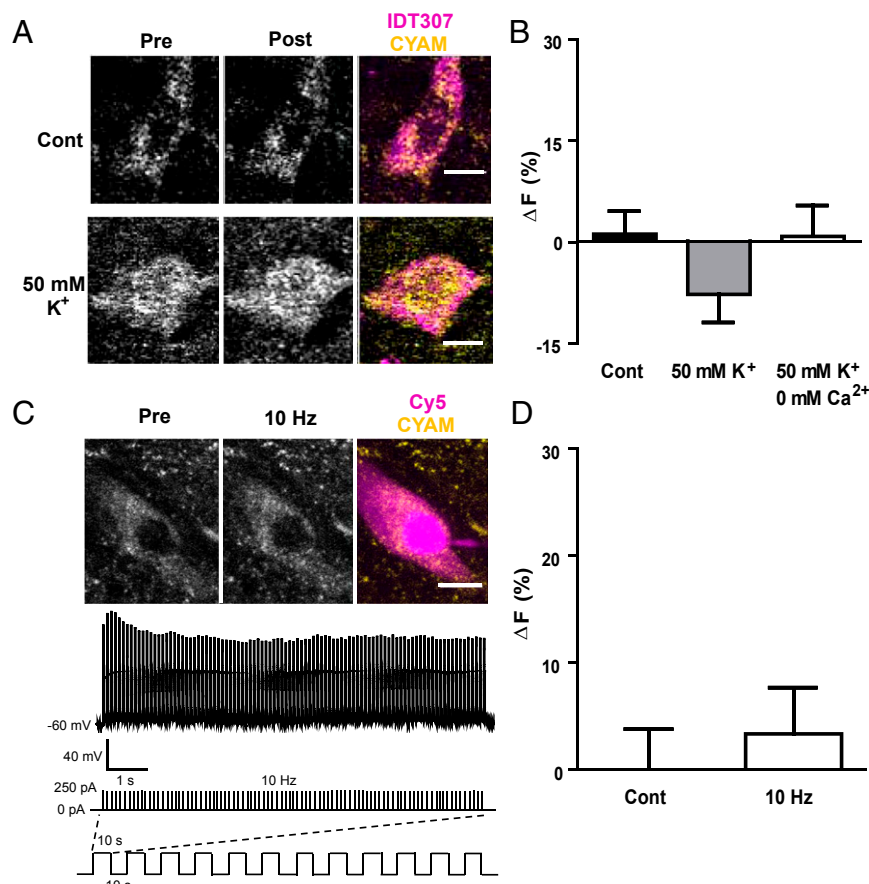 A
Pre
Post
IDT307
CYAM
Cont
50 mM
K⁺
B
30
15
0
-15
Δ F (%)
Cont
50 mM K⁺
50 mM K⁺
0 mM Ca²⁺
C
Pre
10 Hz
Cy5
CYAM
-60 mV
40 mV
1 s
10 Hz
250 pA
0 pA
10 s
10 s
D
30
20
10
0
Δ F (%)
Cont
10 Hz